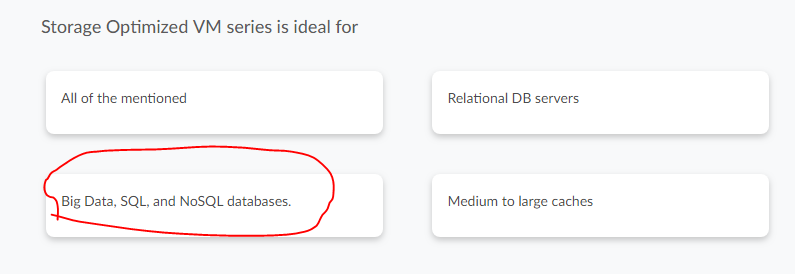 Storage Optimized VM series is ideal for
All of the mentioned
Relational DB servers
Big Data, SQL, and NoSQL databases.
Medium to large caches